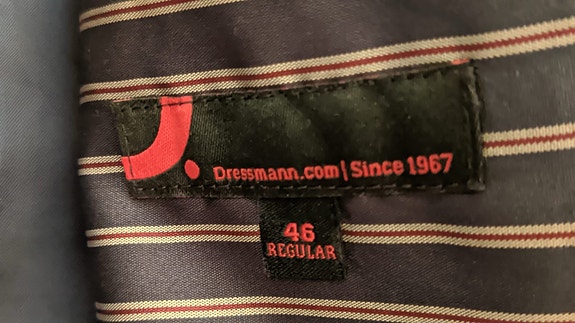 Dressmann.com | Since 1967
46
REGULAR